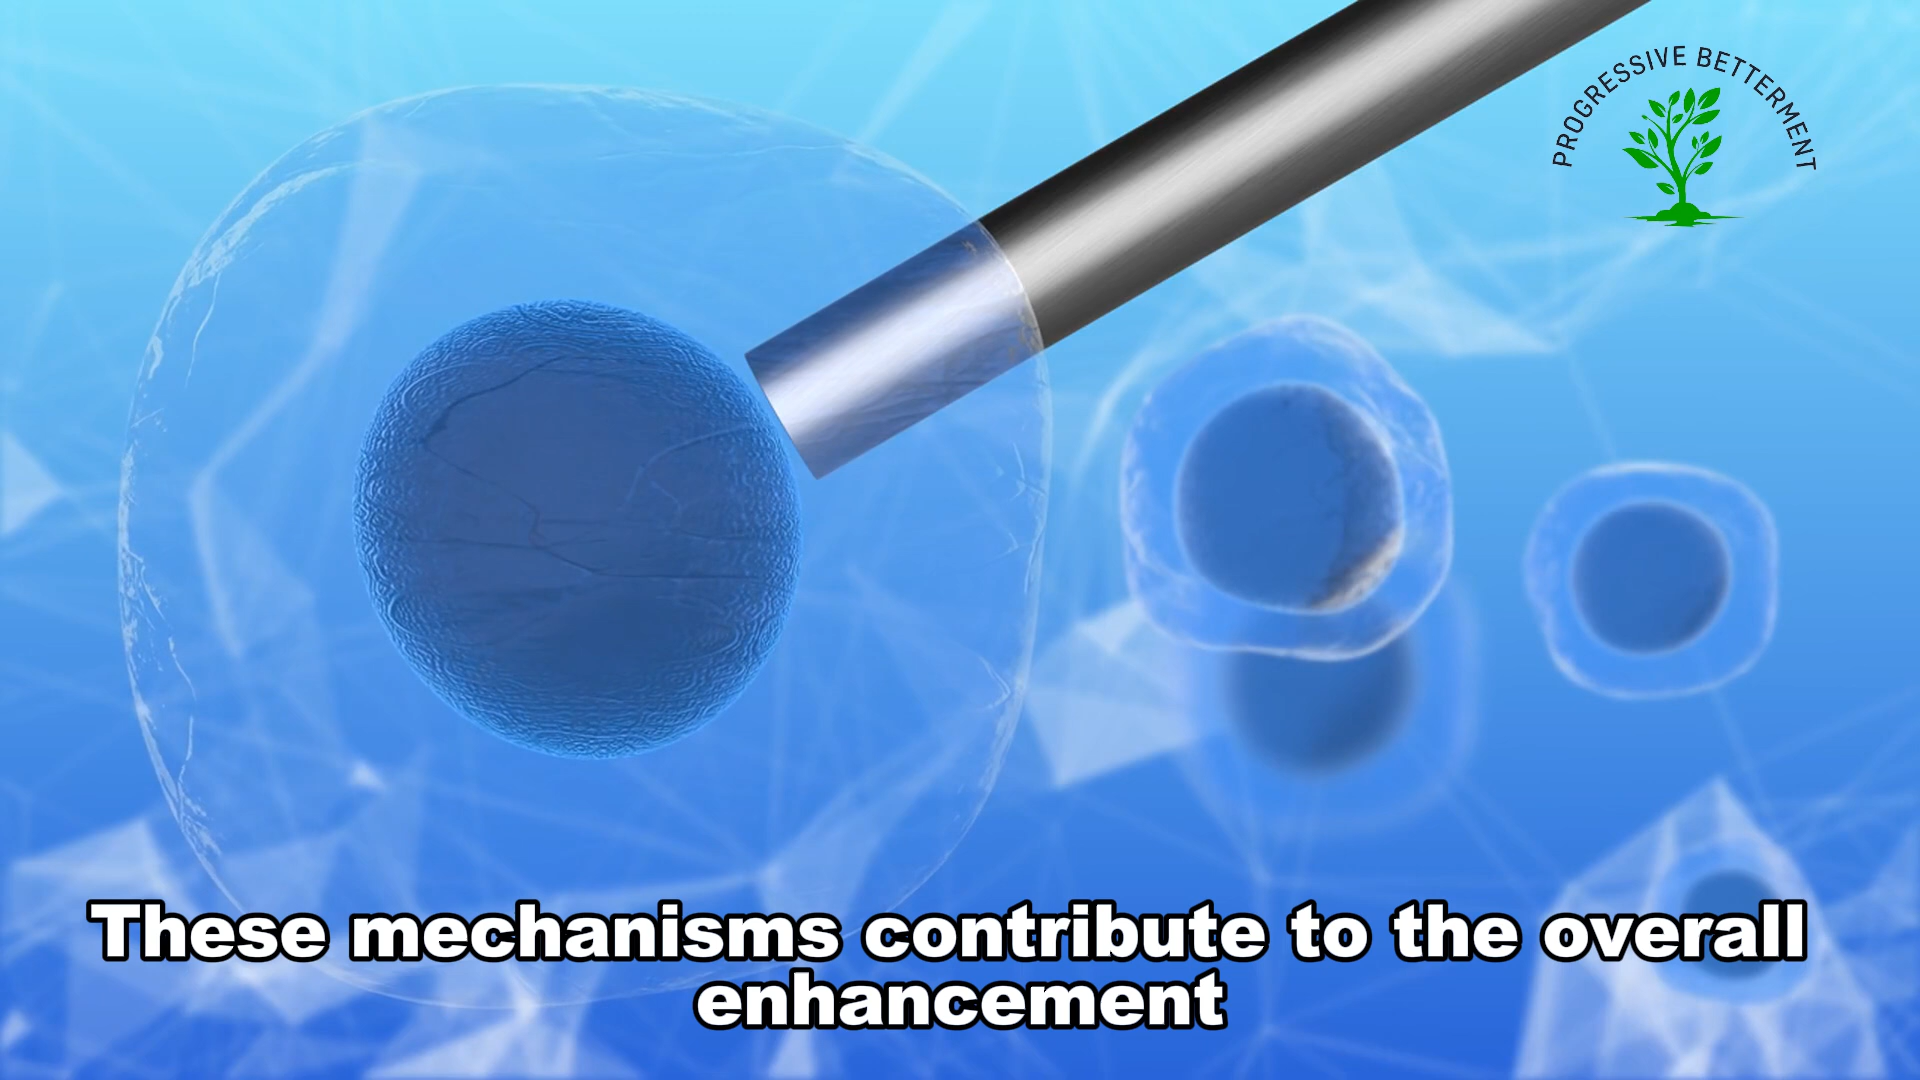 PROGRESSIVE BETTERMENT
These mechanisms contribute to the overall
enhancement